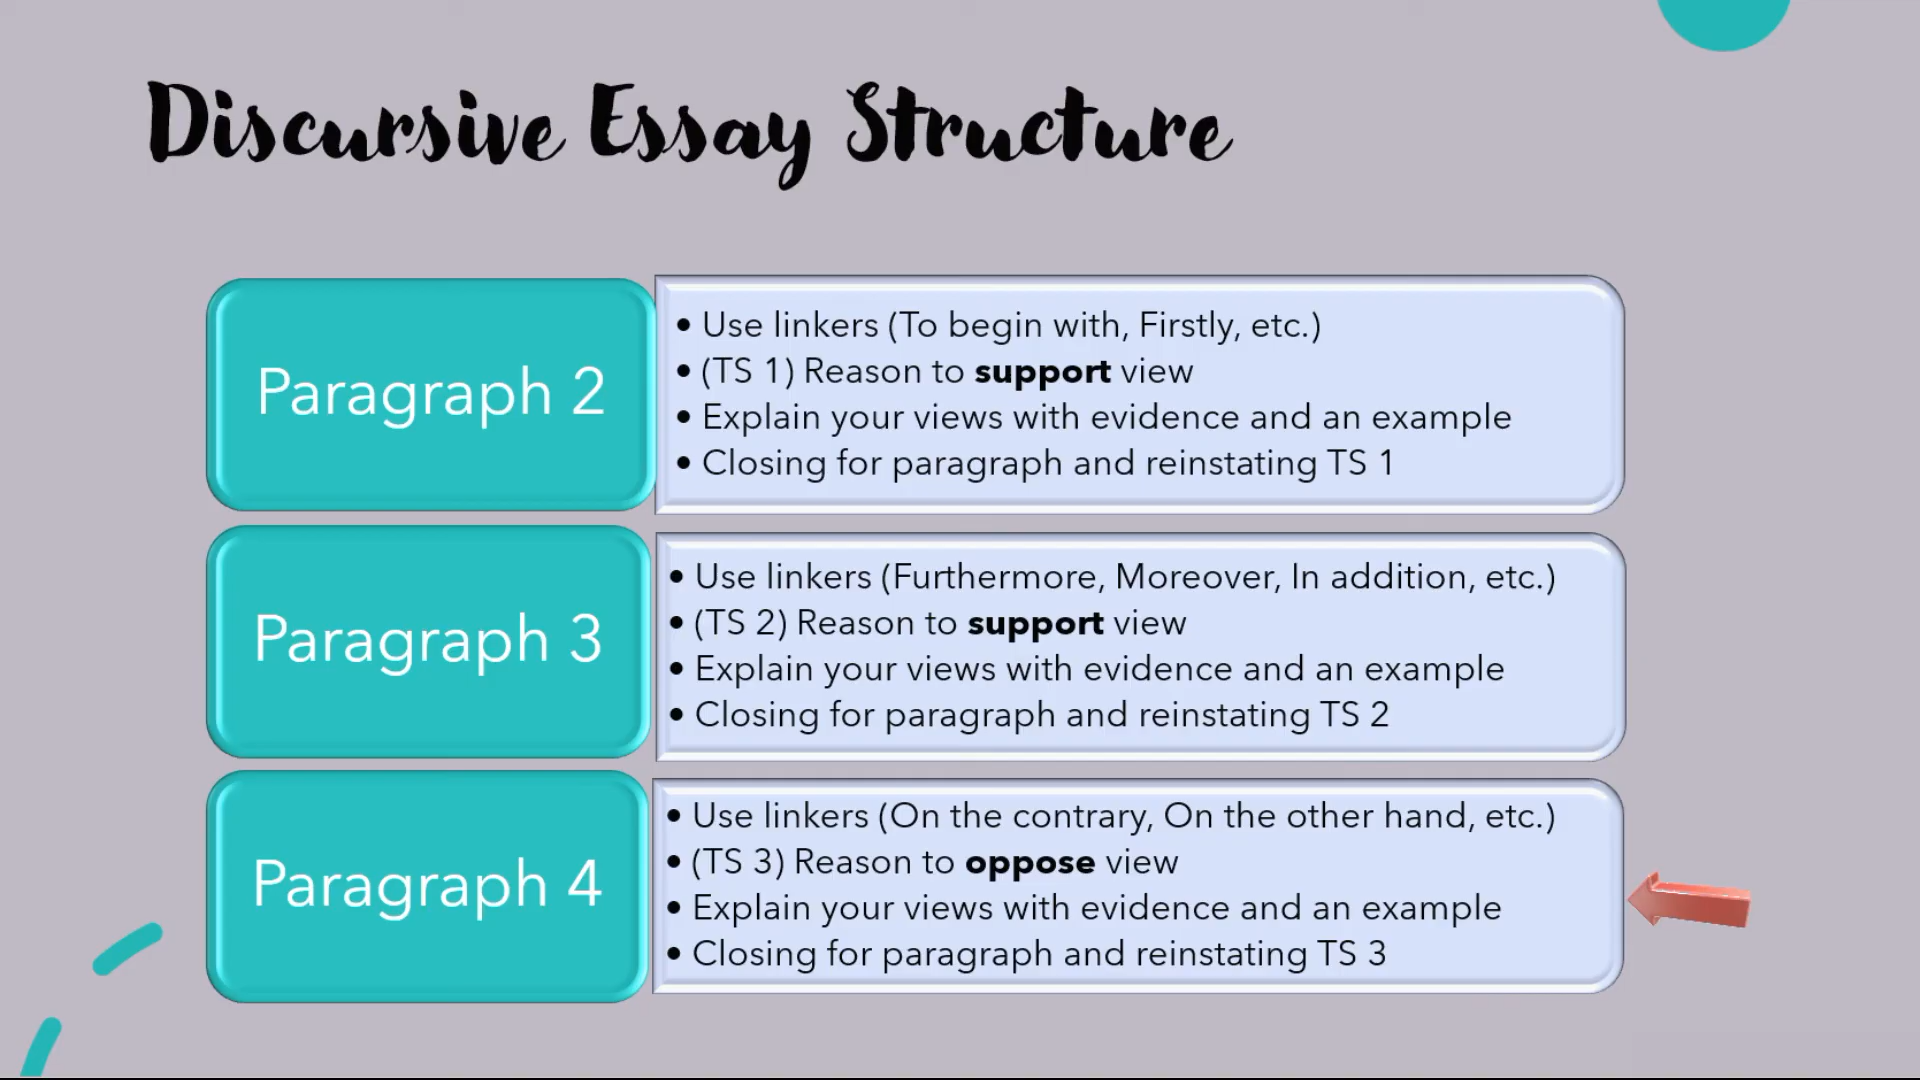 Discursive Essay Structure
Paragraph 2
• Use linkers (To begin with, Firstly, etc.)
• (TS 1) Reason to support view
• Explain your views with evidence and an example
• Closing for paragraph and reinstating TS 1
Paragraph 3
• Use linkers (Furthermore, Moreover, In addition, etc.)
• (TS 2) Reason to support view
• Explain your views with evidence and an example
• Closing for paragraph and reinstating TS 2
Paragraph 4
• Use linkers (On the contrary, On the other hand, etc.)
• (TS 3) Reason to oppose view
• Explain your views with evidence and an example
• Closing for paragraph and reinstating TS 3